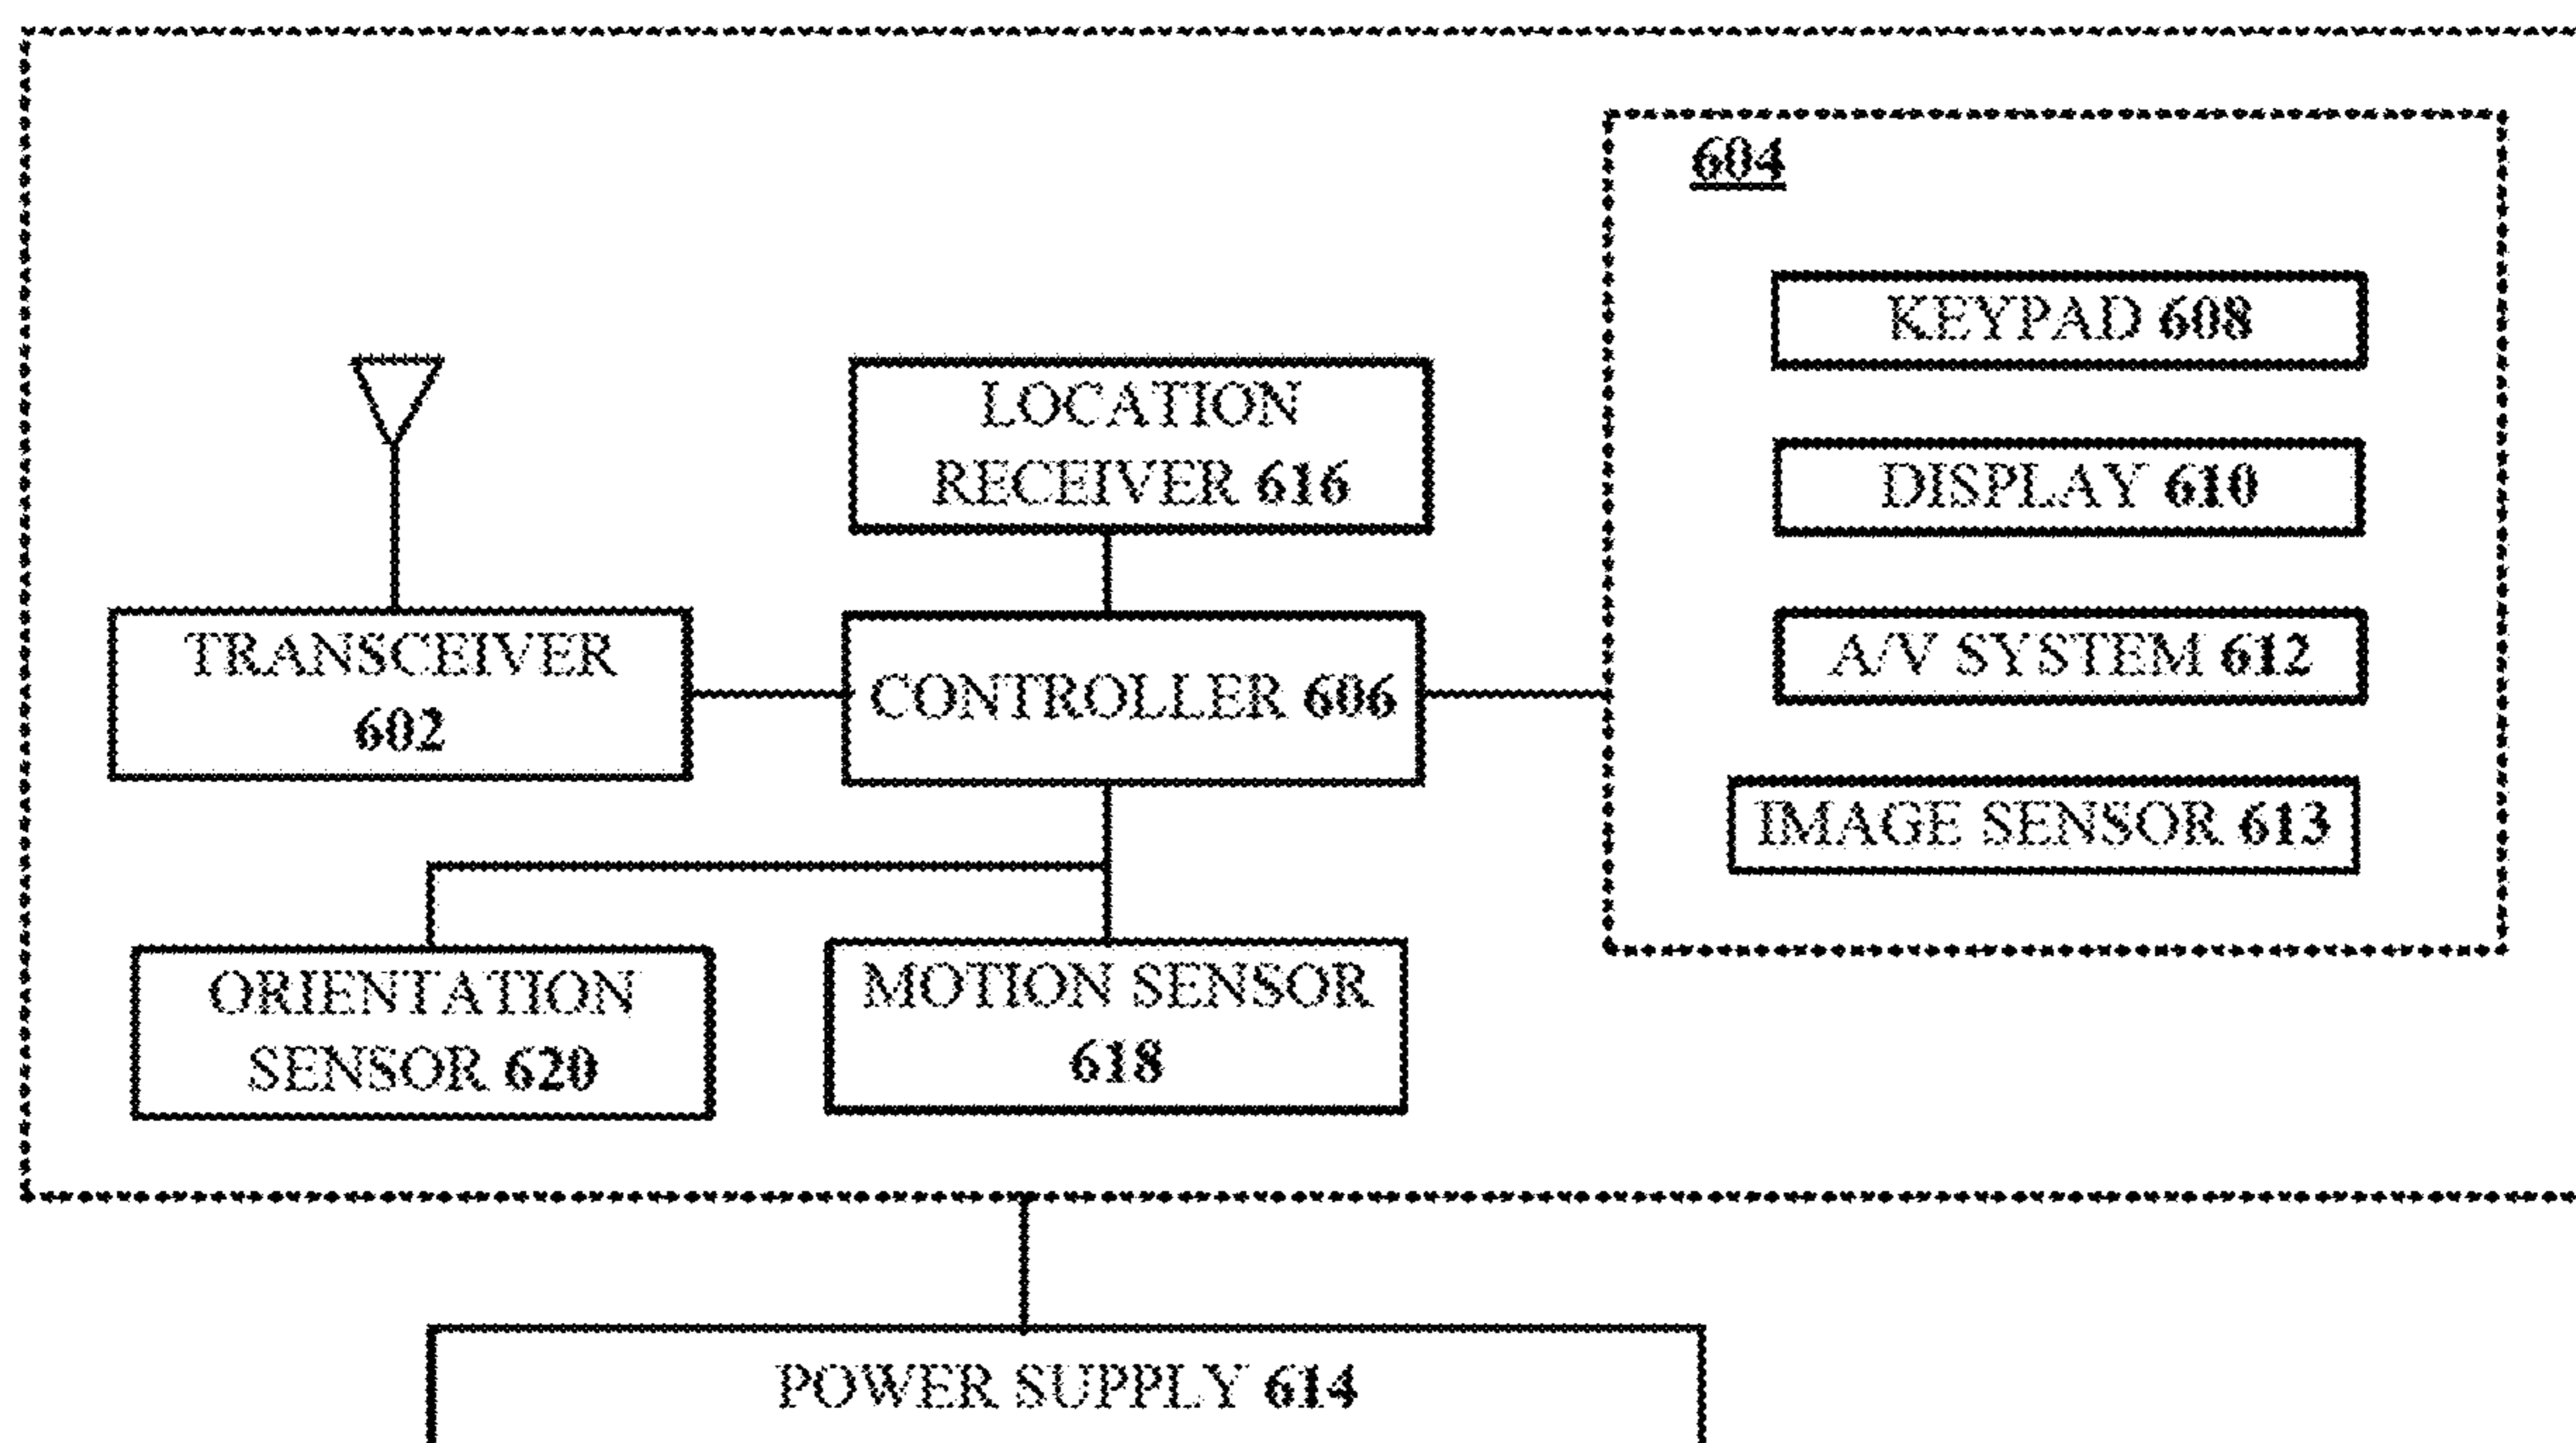 604
KEYPAD 608
LOCATION
RECEIVER 616
DISPLAY 610
TRANSCEIVER
602
CONTROLLER 606
A/V SYSTEM 612
IMAGE SENSOR 613
ORIENTATION
SENSOR 620
MOTION SENSOR
618
POWER SUPPLY 614